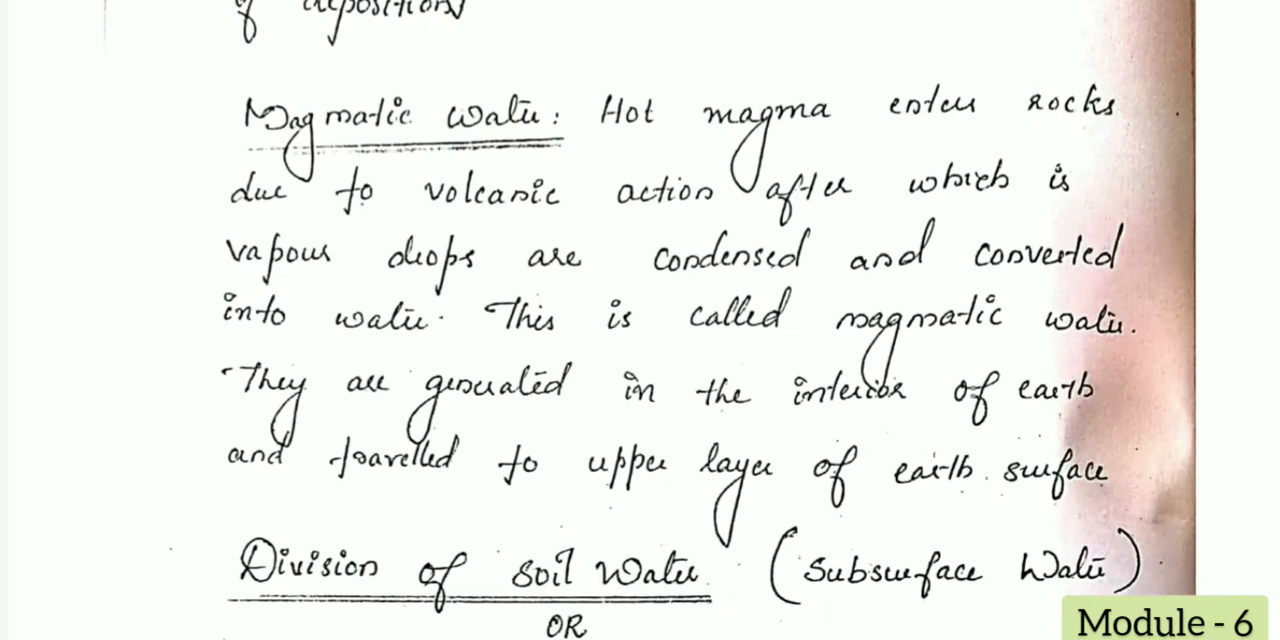 of deposition
Magmatic water: Hot magma enters rocks
due to volcanic action after which is
vapour drops are condensed and converted
into water. This is called magmatic water.
They are generated in the interior of earth
and travelled to upper layer of earth surface
Division of soil water (Subsurface Water)
OR
Module - 6